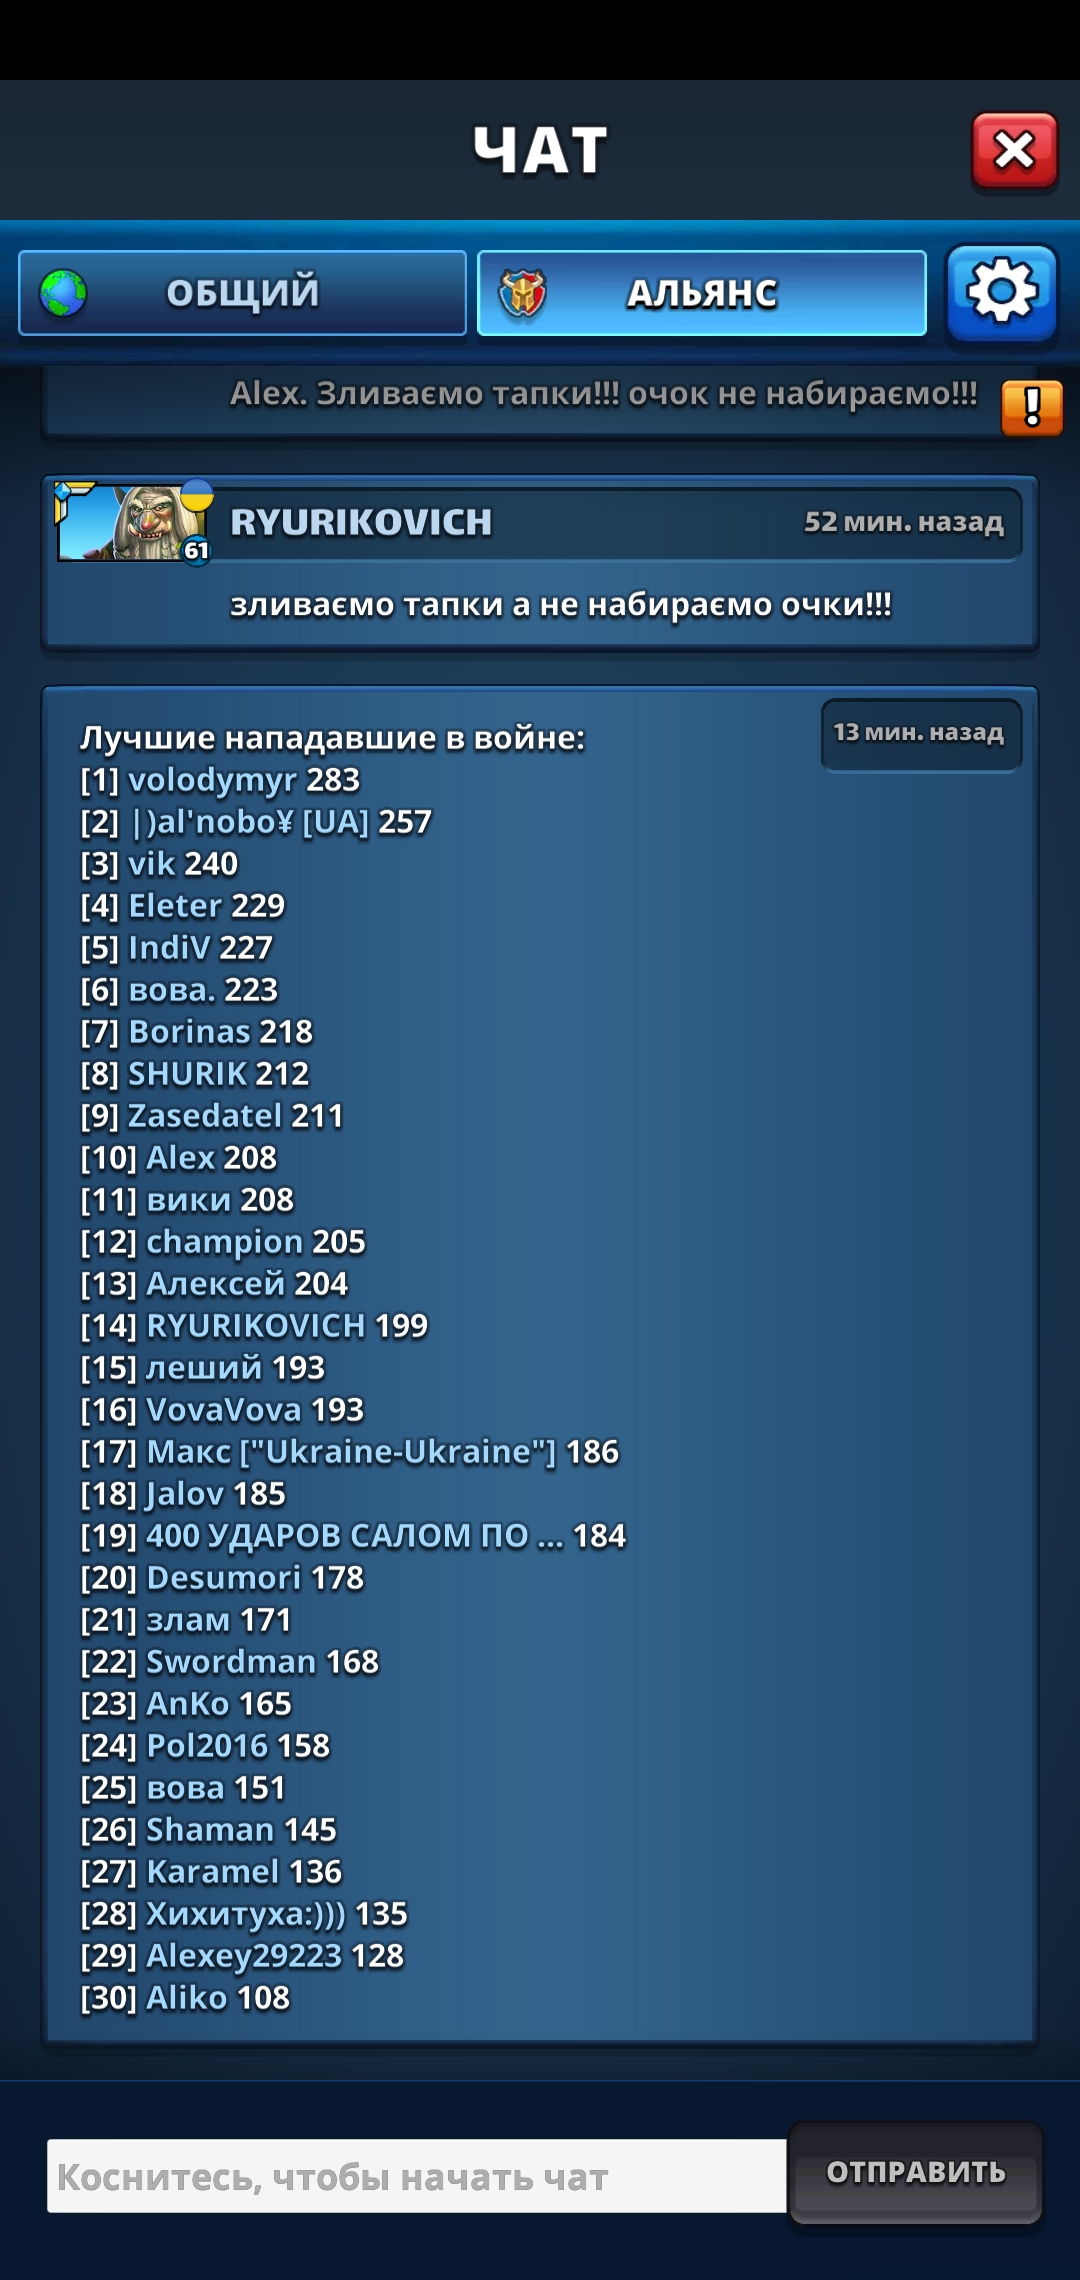 ЧАТ
ОБЩИЙ
АЛЬЯНС
Alex. Зливаємо тапки!!! очок не набираємо!!!
!
61
RYURIKOVICH
52 мин. назад
зливаємо тапки а не набираємо очки!!!
13 мин. назад
Лучшие нападавшие в войне:
[1] volodymyr 283
[2] |)al'nobo¥ [UA] 257
[3] vik 240
[4] Eleter 229
[5] IndiV 227
[6] вова. 223
[7] Borinas 218
[8] SHURIK 212
[9] Zasedatel 211
[10] Alex 208
[11] вики 208
[12] champion 205
[13] Алексей 204
[14] RYURIKOVICH 199
[15] леший 193
[16] VovaVova 193
[17] Макс ["Ukraine-Ukraine"] 186
[18] Jalov 185
[19] 400 УДАРОВ САЛОМ ПО ... 184
[20] Desumori 178
[21] злам 171
[22] Swordman 168
[23] AnKo 165
[24] Pol2016 158
[25] вова 151
[26] Shaman 145
[27] Karamel 136
[28] Хихитуха:))) 135
[29] Alexey29223 128
[30] Aliko 108
Коснитесь, чтобы начать чат
ОТПРАВИТЬ